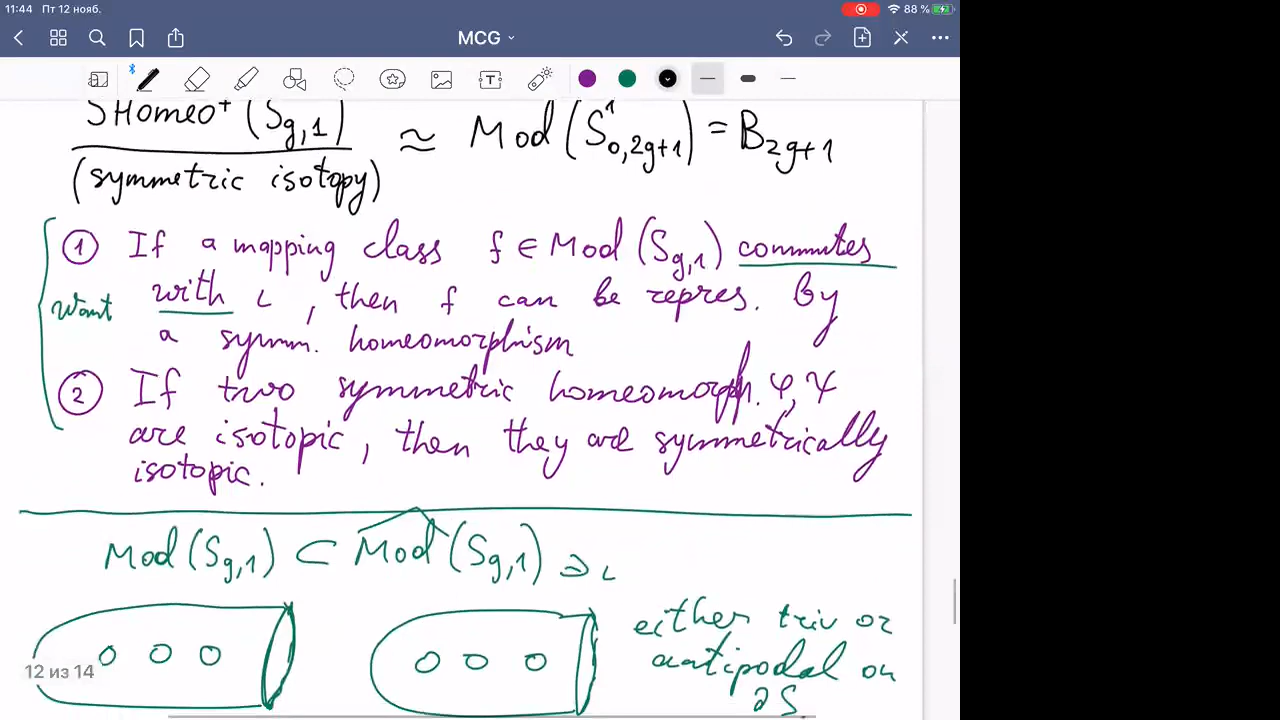 11:44 Пт 12 нояб.
88 %
MCG
SHomeo⁺(S_{g,1}) / (symmetric isotopy) ≈ Mod(S¹_{0,2g+1}) = B_{2g+1}
① If a mapping class f ∈ Mod(S_{g,1}) commutes
want with ι, then f can be repres. by
a symm. homeomorphism
② If two symmetric homeomorph. φ, ψ
are isotopic, then they are symmetrically
isotopic.
Mod(S_{g,1}) ⊂ \widehat{Mod}(S_{g,1}) ∋ ι
either triv or
antipodal on
∂S
12 из 14